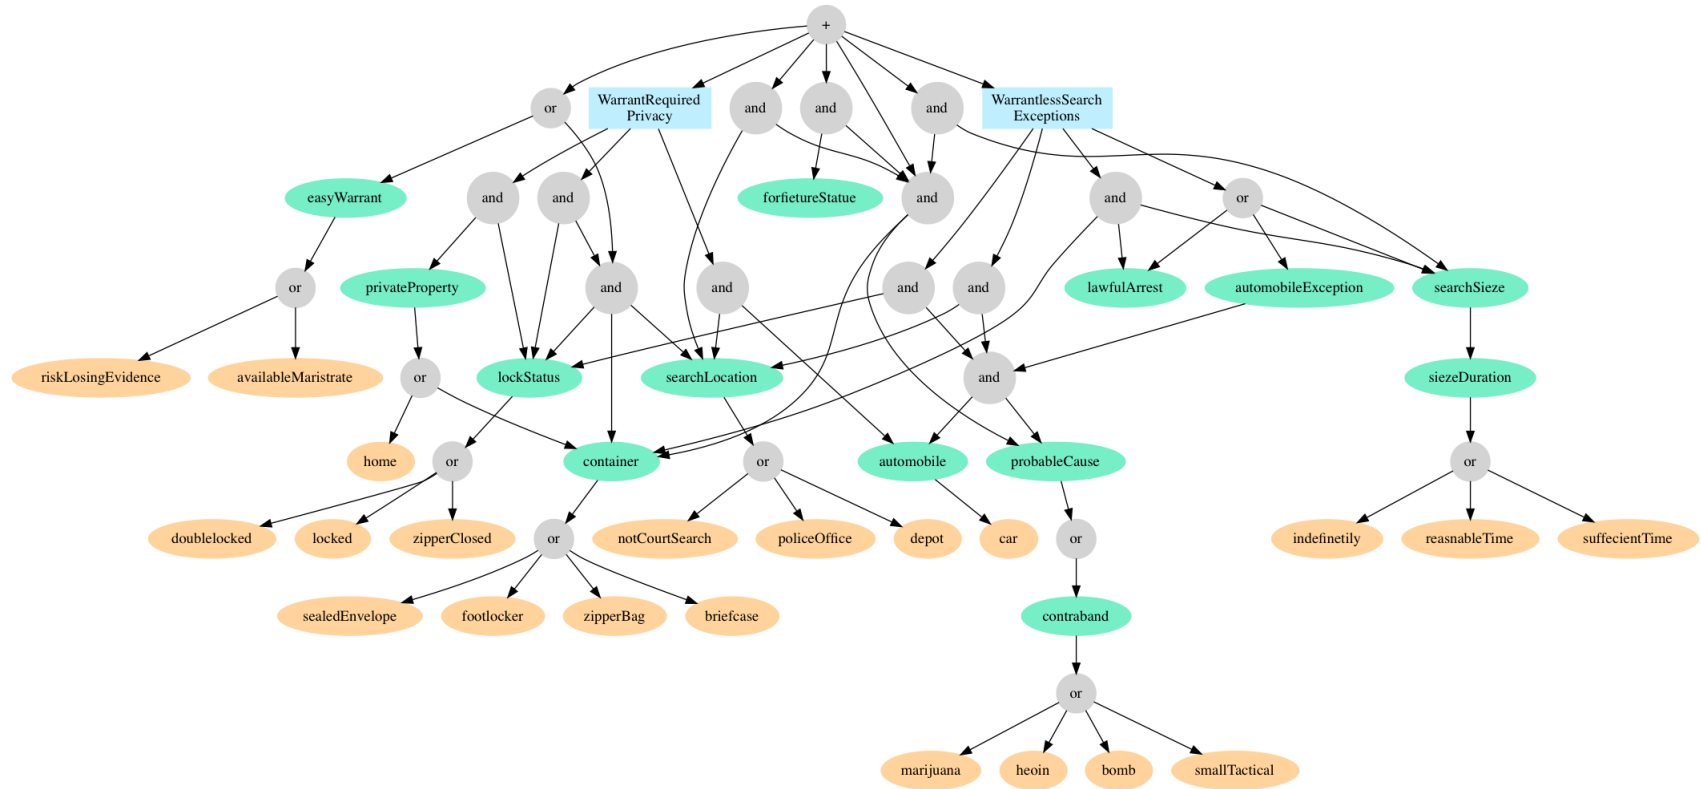 +
or
WarrantRequired
Privacy
and
and
and
WarrantlessSearch
Exceptions
easyWarrant
and
and
forfietureStatue
and
and
or
or
privateProperty
and
and
and
and
lawfulArrest
automobileException
searchSieze
riskLosingEvidence
availableMaristrate
or
lockStatus
searchLocation
and
siezeDuration
home
or
container
or
automobile
probableCause
or
doublelocked
locked
zipperClosed
or
notCourtSearch
policeOffice
depot
car
or
indefinetily
reasnableTime
suffecientTime
sealedEnvelope
footlocker
zipperBag
briefcase
contraband
or
marijuana
heoin
bomb
smallTactical